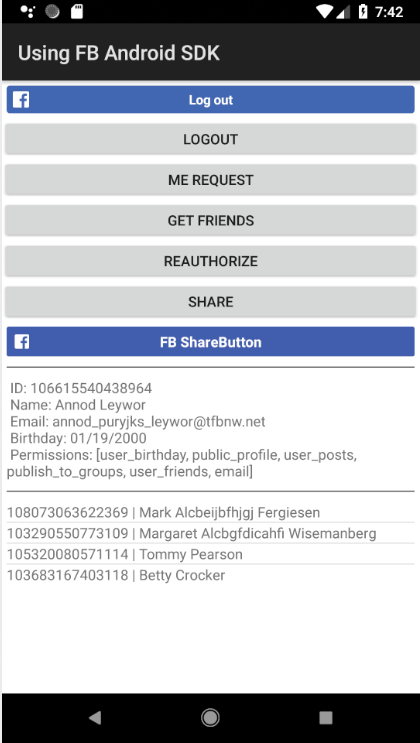 7:42
Using FB Android SDK
Log out
LOGOUT
ME REQUEST
GET FRIENDS
REAUTHORIZE
SHARE
FB ShareButton
ID: 106615540438964
Name: Annod Leywor
Email: annod_puryjks_leywor@tfbnw.net
Birthday: 01/19/2000
Permissions: [user_birthday, public_profile, user_posts,
publish_to_groups, user_friends, email]
108073063622369 | Mark Alcbeijbfhjgj Fergiesen
103290550773109 | Margaret Alcbgfdicahfi Wisemanberg
105320080571114 | Tommy Pearson
103683167403118 | Betty Crocker